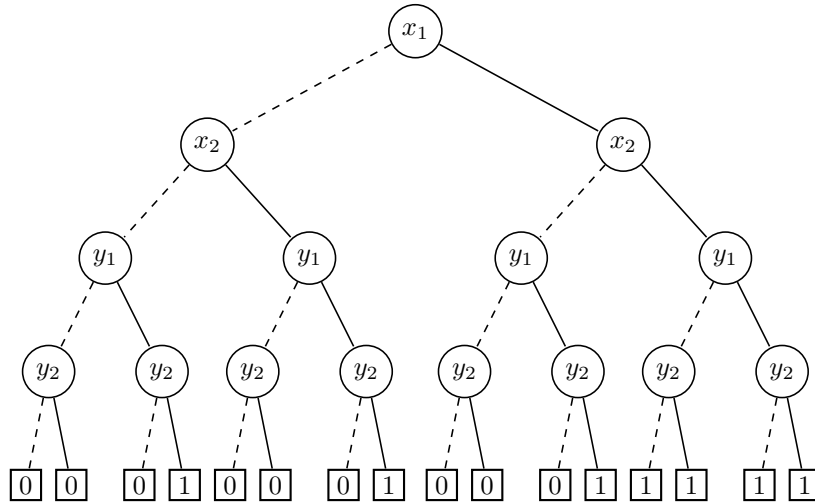 x₁
x₂ x₂
y₁ y₁ y₁ y₁
y₂ y₂ y₂ y₂ y₂ y₂ y₂ y₂
0 0 0 1 0 0 0 1 0 0 0 1 1 1 1 1